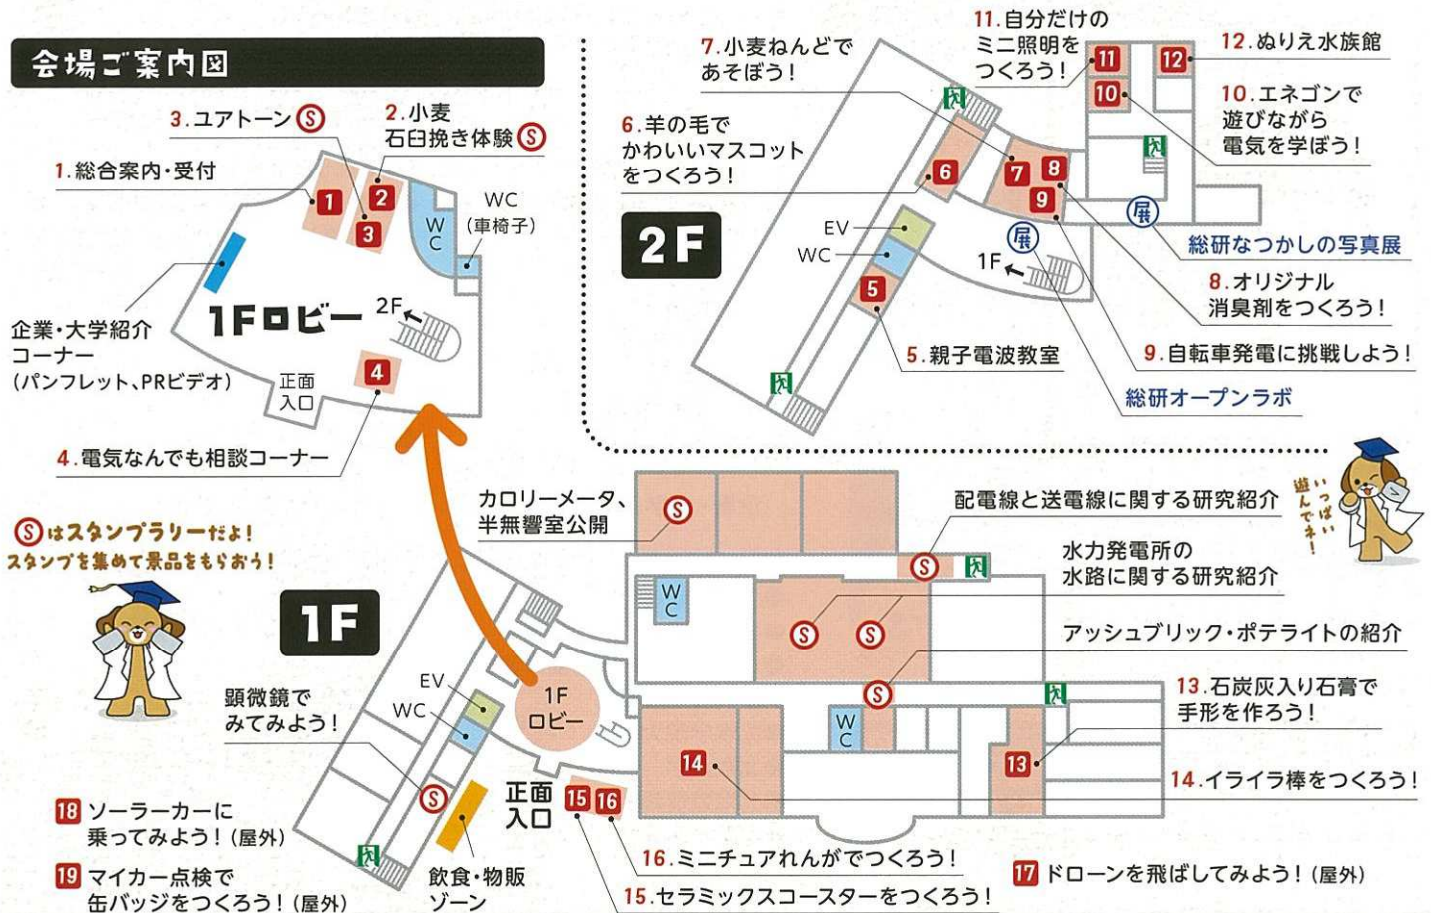 会場ご案内図
3.ユアトーン Ⓢ
2.小麦
石臼挽き体験 Ⓢ
1.総合案内・受付
1
2
3
WC
WC
(車椅子)
企業・大学紹介
コーナー
(パンフレット、PRビデオ)
1Fロビー
2F
正面
入口
4
4.電気なんでも相談コーナー
7.小麦ねんどで
あそぼう!
11.自分だけの
ミニ照明を
つくろう!
12.ぬりえ水族館
10.エネゴンで
遊びながら
電気を学ぼう!
6.羊の毛で
かわいいマスコット
をつくろう!
11
12
10
6
7
8
9
2F
EV
WC
5
展
展
1F
総研なつかしの写真展
8.オリジナル
消臭剤をつくろう!
9.自転車発電に挑戦しよう!
5.親子電波教室
総研オープンラボ
Ⓢはスタンプラリーだよ!
スタンプを集めて景品をもらおう!
いっぱい
遊んでネ!
1F
カロリーメータ、
半無響室公開
Ⓢ
配電線と送電線に関する研究紹介
Ⓢ
水力発電所の
水路に関する研究紹介
WC
Ⓢ
Ⓢ
アッシュブリック・ポテライトの紹介
Ⓢ
顕微鏡で
みてみよう!
EV
WC
1F
ロビー
Ⓢ
WC
13.石炭灰入り石膏で
手形を作ろう!
13
14
14.イライラ棒をつくろう!
正面
入口
15
16
飲食・物販
ゾーン
16.ミニチュアれんがでつくろう!
15.セラミックスコースターをつくろう!
17 ドローンを飛ばしてみよう!(屋外)
18 ソーラーカーに
乗ってみよう!(屋外)
19 マイカー点検で
缶バッジをつくろう!(屋外)